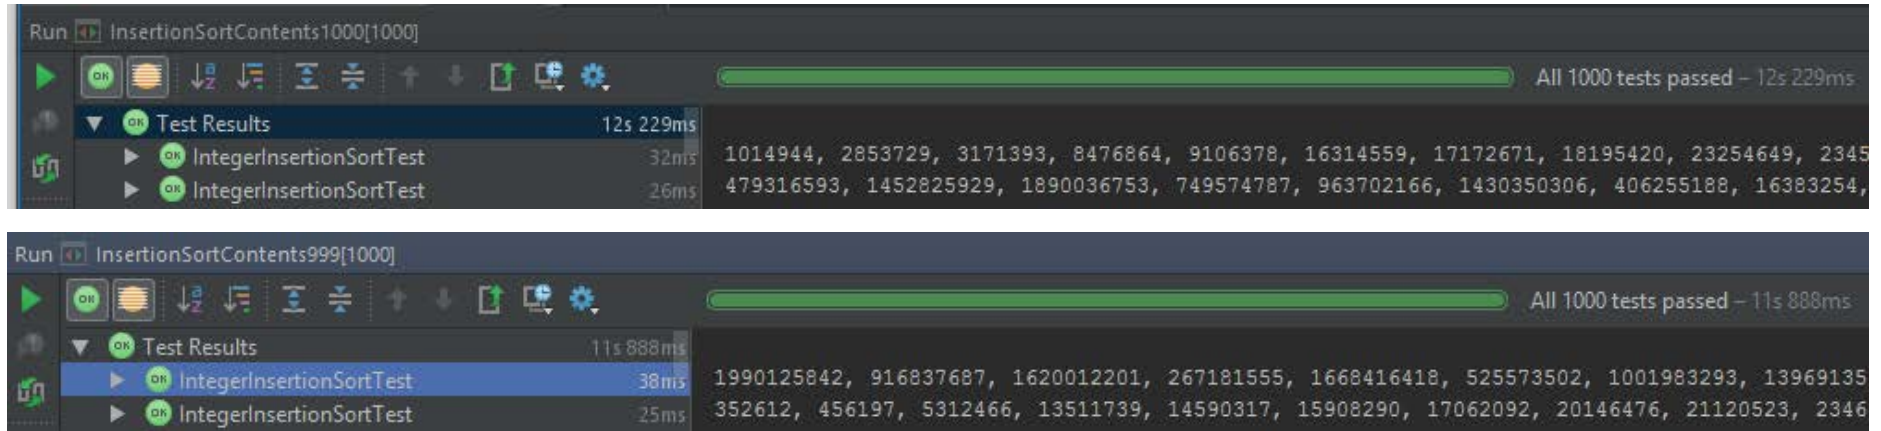 Run InsertionSortContents1000[1000]
All 1000 tests passed – 12s 229ms
Test Results 12s 229ms
IntegerInsertionSortTest 32ms 1014944, 2853729, 3171393, 8476864, 9106378, 16314559, 17172671, 18195420, 23254649, 2345
IntegerInsertionSortTest 26ms 479316593, 1452825929, 1890036753, 749574787, 963702166, 1430350306, 406255188, 16383254,
Run InsertionSortContents999[1000]
All 1000 tests passed – 11s 888ms
Test Results 11s 888ms
IntegerInsertionSortTest 38ms 1990125842, 916837687, 1620012201, 267181555, 1668416418, 525573502, 1001983293, 13969135
IntegerInsertionSortTest 25ms 352612, 456197, 5312466, 13511739, 14590317, 15908290, 17062092, 20146476, 21120523, 2346